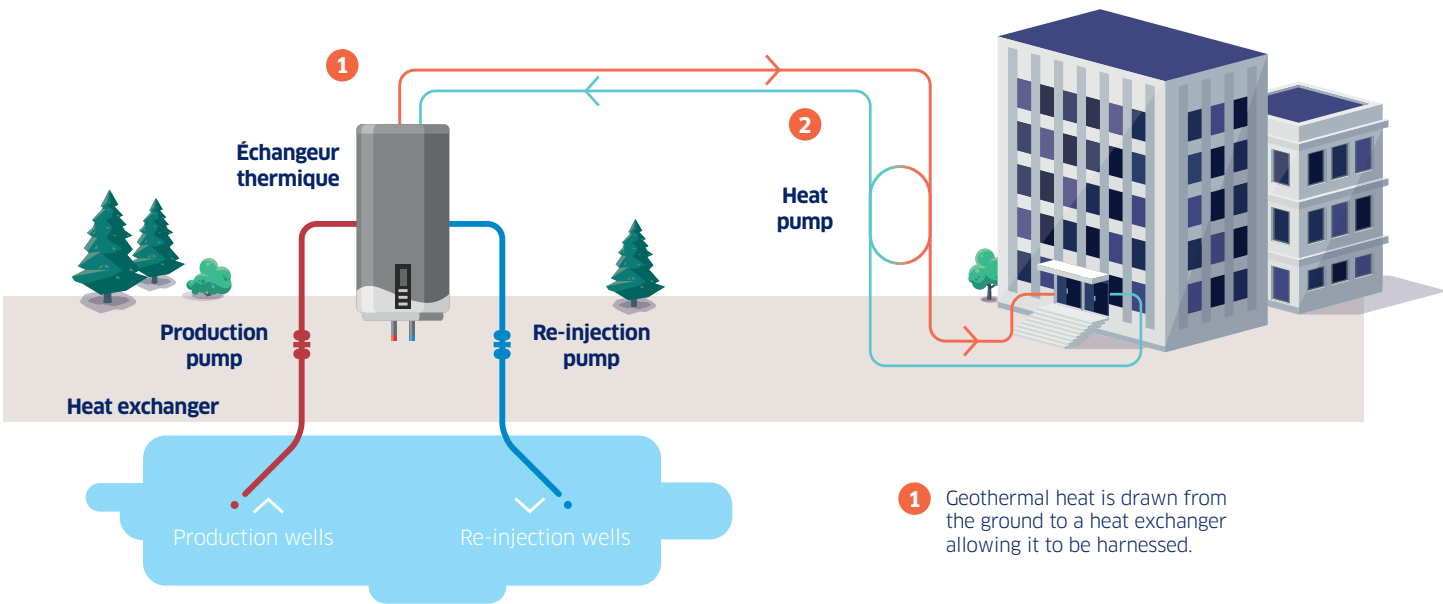 1
Échangeur
thermique
2
Heat
pump
Production
pump
Re-injection
pump
Heat exchanger
Production wells
Re-injection wells
1 Geothermal heat is drawn from
the ground to a heat exchanger
allowing it to be harnessed.